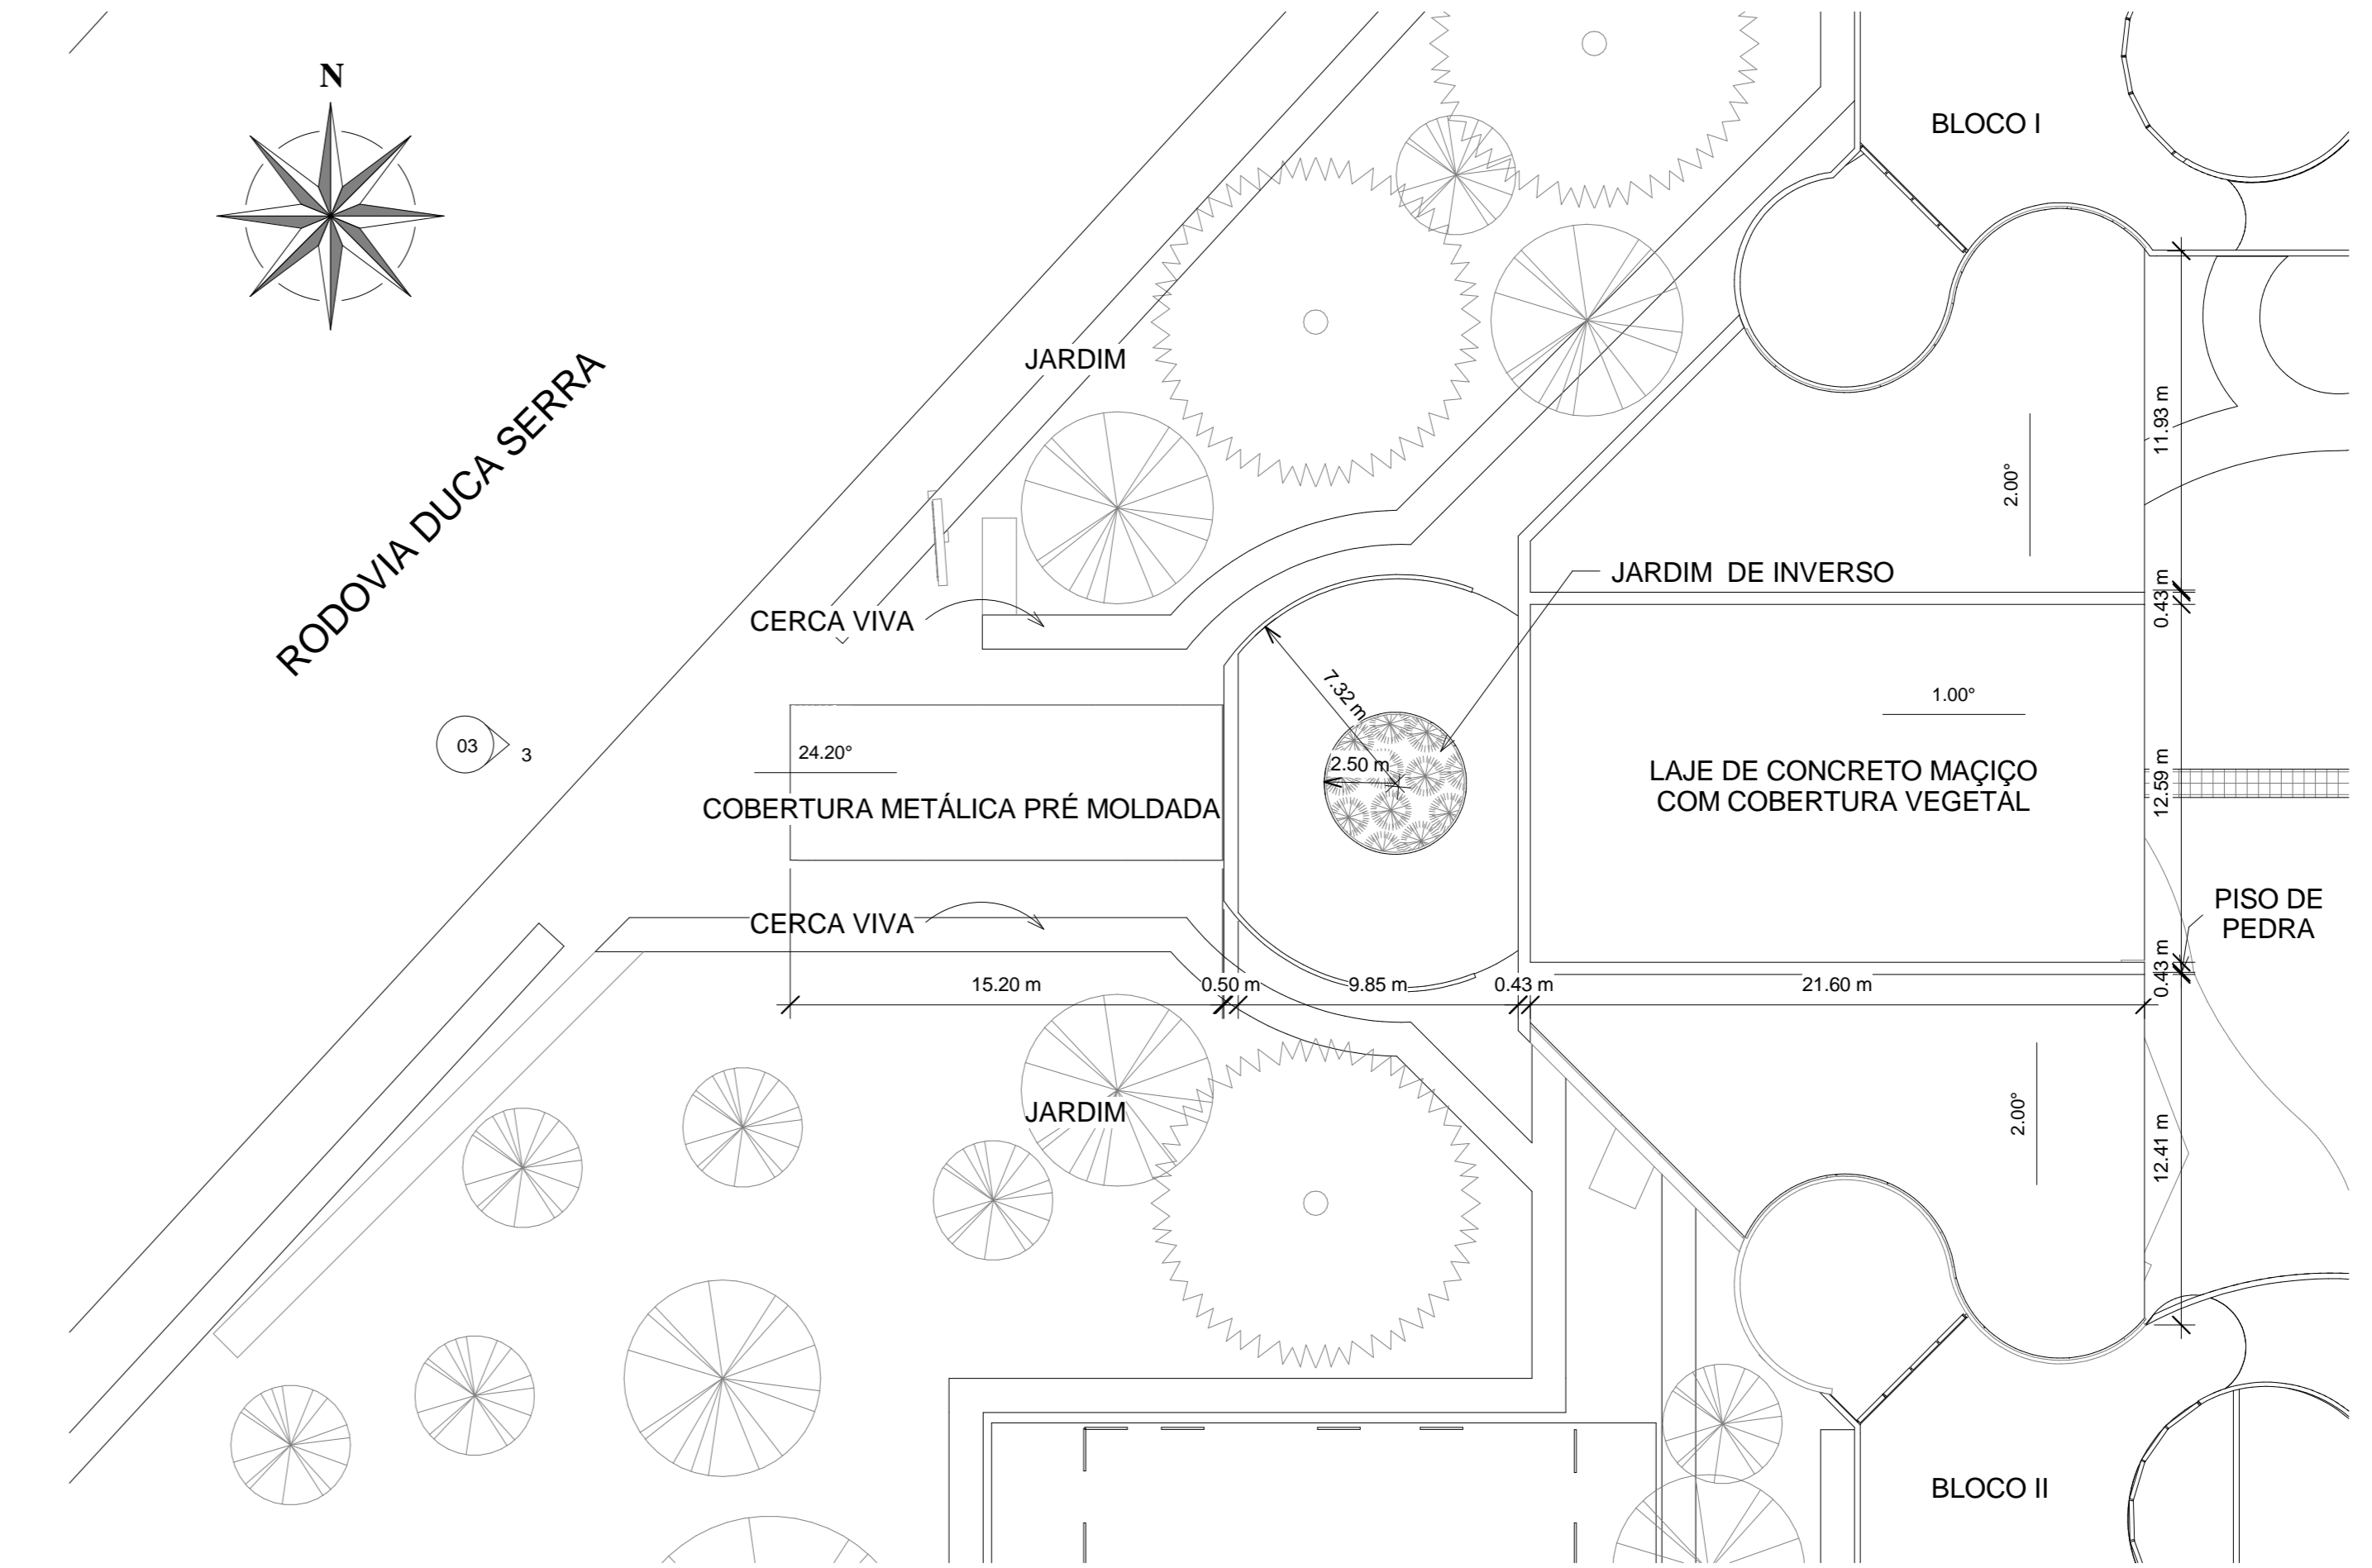 N
BLOCO I
JARDIM
RODOVIA DUCA SERRA
11.93 m
2.00°
JARDIM DE INVERSO
0.43 m
CERCA VIVA
7.32 m
1.00°
03
3
24.20°
2.50 m
LAJE DE CONCRETO MAÇIÇO
COM COBERTURA VEGETAL
12.59 m
COBERTURA METÁLICA PRÉ MOLDADA
PISO DE
PEDRA
CERCA VIVA
0.43 m
15.20 m
0.50 m
9.85 m
0.43 m
21.60 m
JARDIM
2.00°
12.41 m
BLOCO II